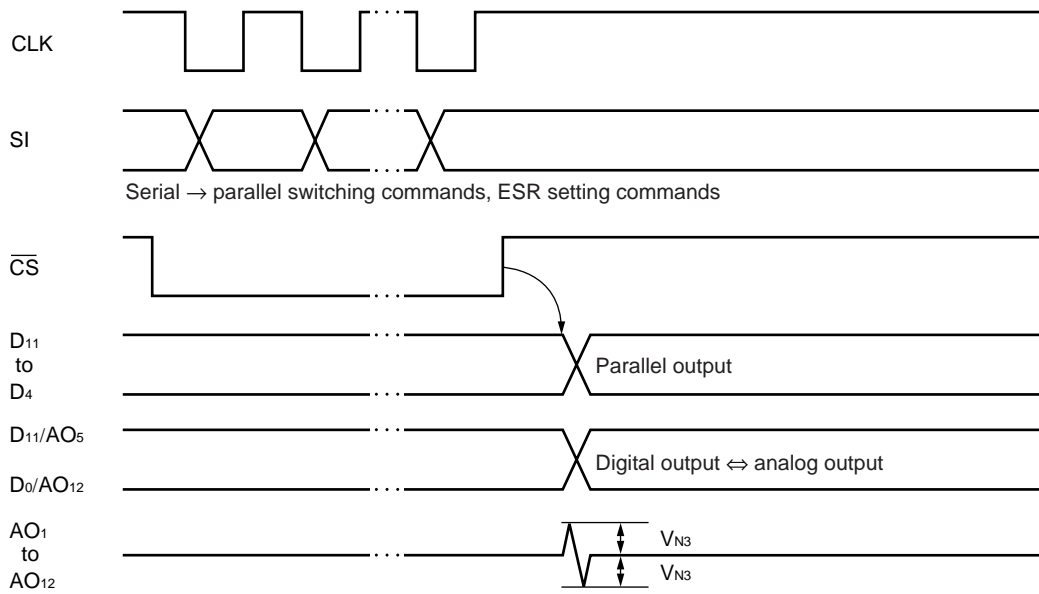 CLK
SI
Serial → parallel switching commands, ESR setting commands
CS
D11
to
D4
Parallel output
D11/AO5
Digital output ⇔ analog output
D0/AO12
AO1
to
AO12
VN3
VN3